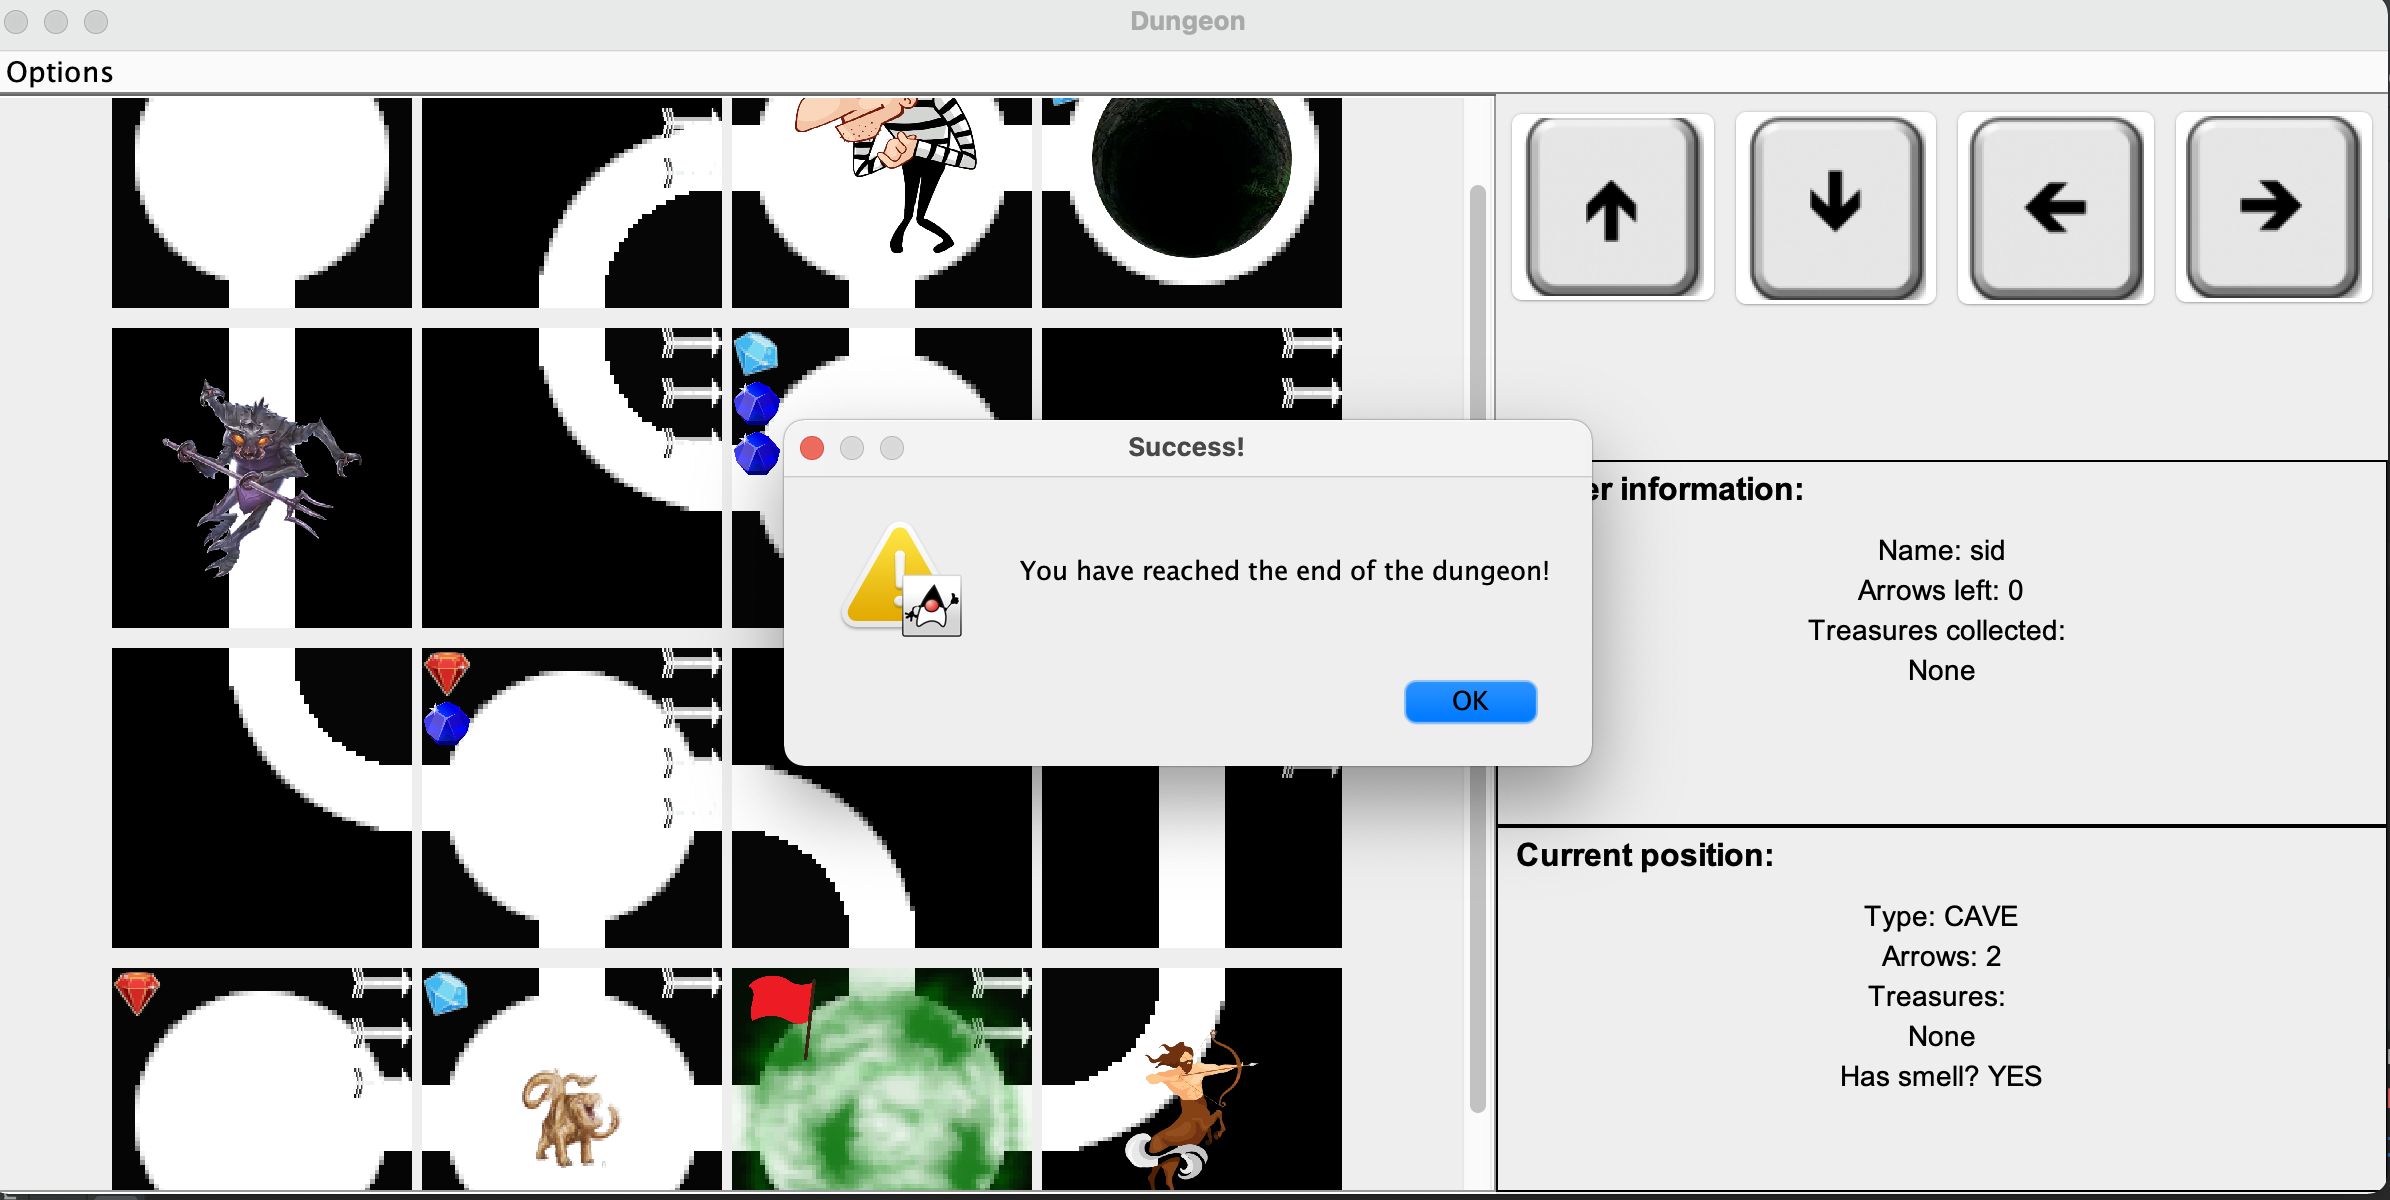 Dungeon
Options
Success!
You have reached the end of the dungeon!
OK
er information:
Name: sid
Arrows left: 0
Treasures collected:
None
Current position:
Type: CAVE
Arrows: 2
Treasures:
None
Has smell? YES